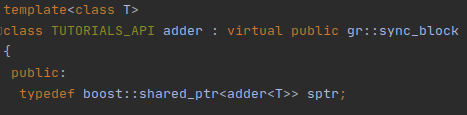 template<class T>
class TUTORIALS_API adder : virtual public gr::sync_block
{
public:
typedef boost::shared_ptr<adder<T>> sptr;